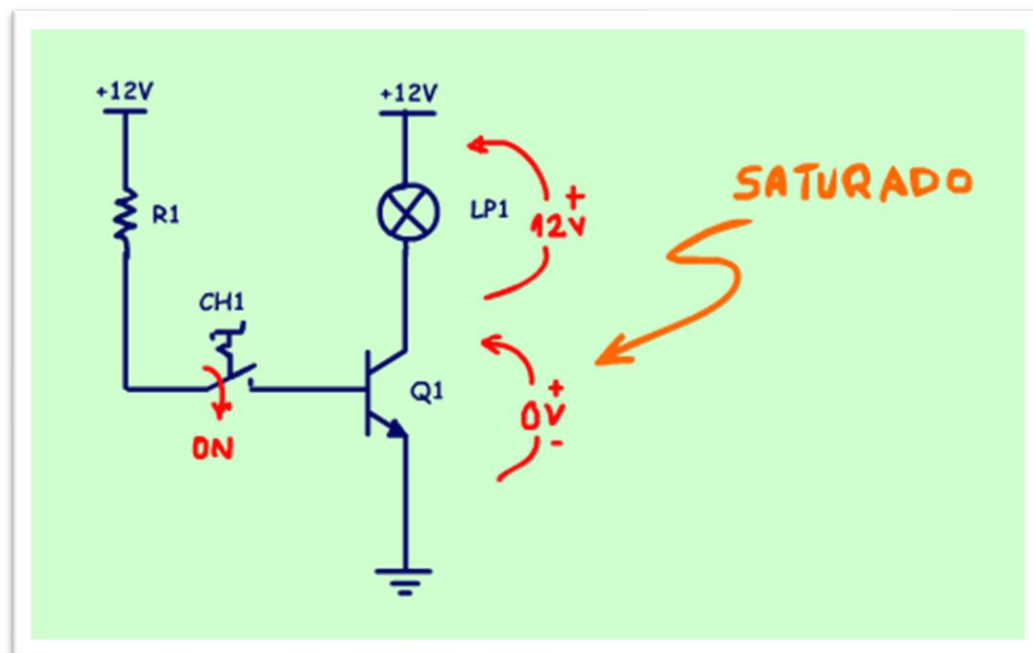 +12V
+12V
R1
LP1
+
12V
SATURADO
CH1
Q1
+
0V
-
ON